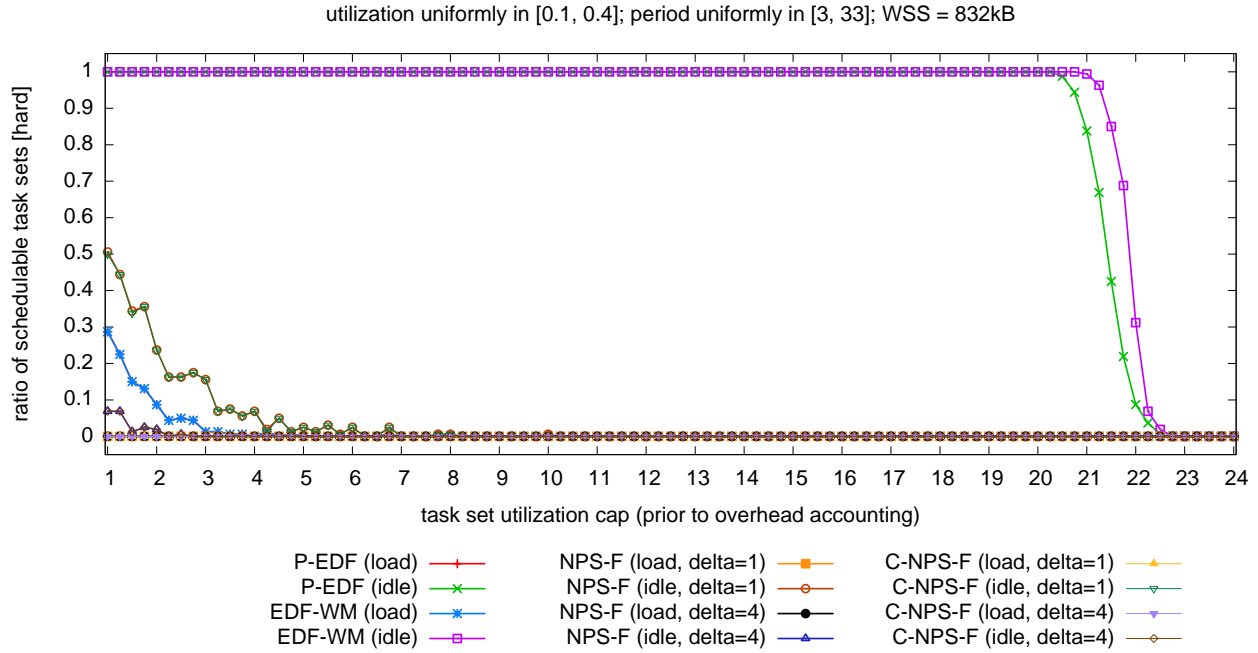 utilization uniformly in [0.1, 0.4]; period uniformly in [3, 33]; WSS = 832kB
ratio of schedulable task sets [hard]
1
0.9
0.8
0.7
0.6
0.5
0.4
0.3
0.2
0.1
0
1 2 3 4 5 6 7 8 9 10 11 12 13 14 15 16 17 18 19 20 21 22 23 24
task set utilization cap (prior to overhead accounting)
P-EDF (load) NPS-F (load, delta=1) C-NPS-F (load, delta=1)
P-EDF (idle) NPS-F (idle, delta=1) C-NPS-F (idle, delta=1)
EDF-WM (load) NPS-F (load, delta=4) C-NPS-F (load, delta=4)
EDF-WM (idle) NPS-F (idle, delta=4) C-NPS-F (idle, delta=4)